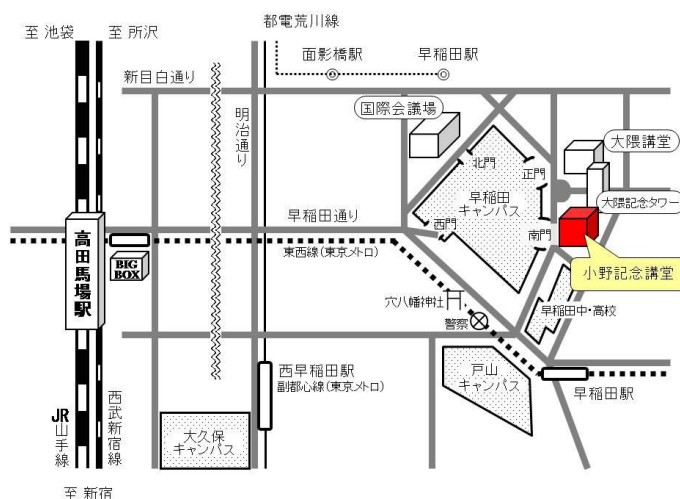 都電荒川線
至 池袋
至 所沢
面影橋駅
早稲田駅
新目白通り
国際会議場
明治通り
大隈講堂
北門
正門
早稲田
キャンパス
大隈記念タワー
早稲田通り
西門
南門
高田馬場駅
東西線(東京メトロ)
BIG
BOX
小野記念講堂
穴八幡神社
早稲田中・高校
警察
西早稲田駅
副都心線(東京メトロ)
戸山
キャンパス
早稲田駅
JR
山手線
西武新宿線
大久保
キャンパス
至 新宿